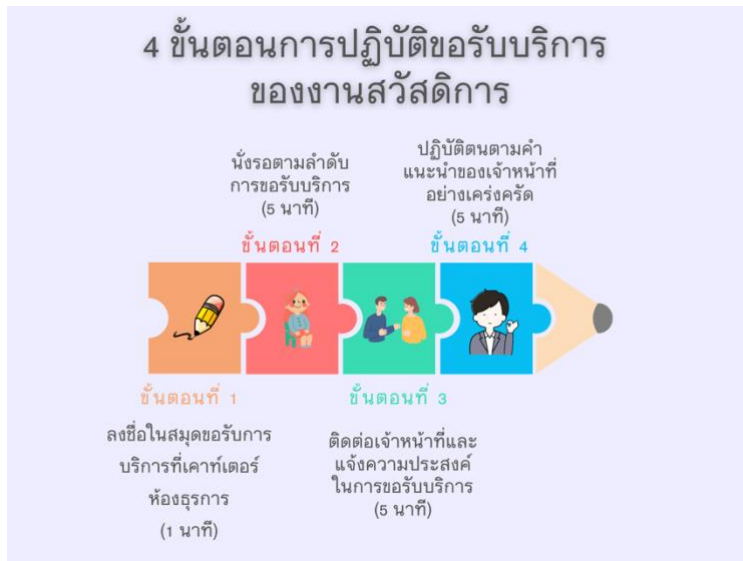 4 ขั้นตอนการปฏิบัติขอรับบริการ
ของงานสวัสดิการ
ขั้นตอนที่ 1
ลงชื่อในสมุดขอรับการ
บริการที่เคาท์เตอร์
ห้องธุรการ
(1 นาที)
นั่งรอตามลำดับ
การขอรับบริการ
(5 นาที)
ขั้นตอนที่ 2
ขั้นตอนที่ 3
ติดต่อเจ้าหน้าที่และ
แจ้งความประสงค์
ในการขอรับบริการ
(5 นาที)
ปฏิบัติตนตามคำ
แนะนำของเจ้าหน้าที่
อย่างเคร่งครัด
(5 นาที)
ขั้นตอนที่ 4